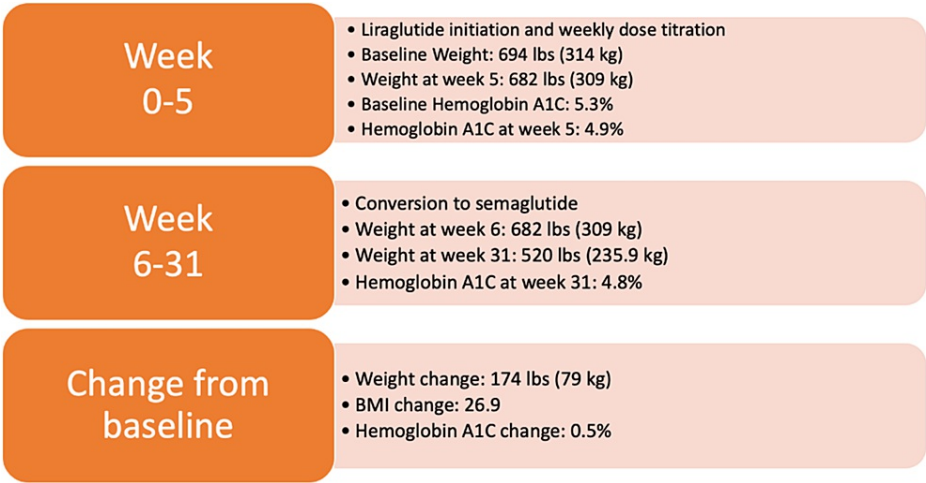 Week
0-5
• Liraglutide initiation and weekly dose titration
• Baseline Weight: 694 lbs (314 kg)
• Weight at week 5: 682 lbs (309 kg)
• Baseline Hemoglobin A1C: 5.3%
• Hemoglobin A1C at week 5: 4.9%
Week
6-31
• Conversion to semaglutide
• Weight at week 6: 682 lbs (309 kg)
• Weight at week 31: 520 lbs (235.9 kg)
• Hemoglobin A1C at week 31: 4.8%
Change from
baseline
• Weight change: 174 lbs (79 kg)
• BMI change: 26.9
• Hemoglobin A1C change: 0.5%